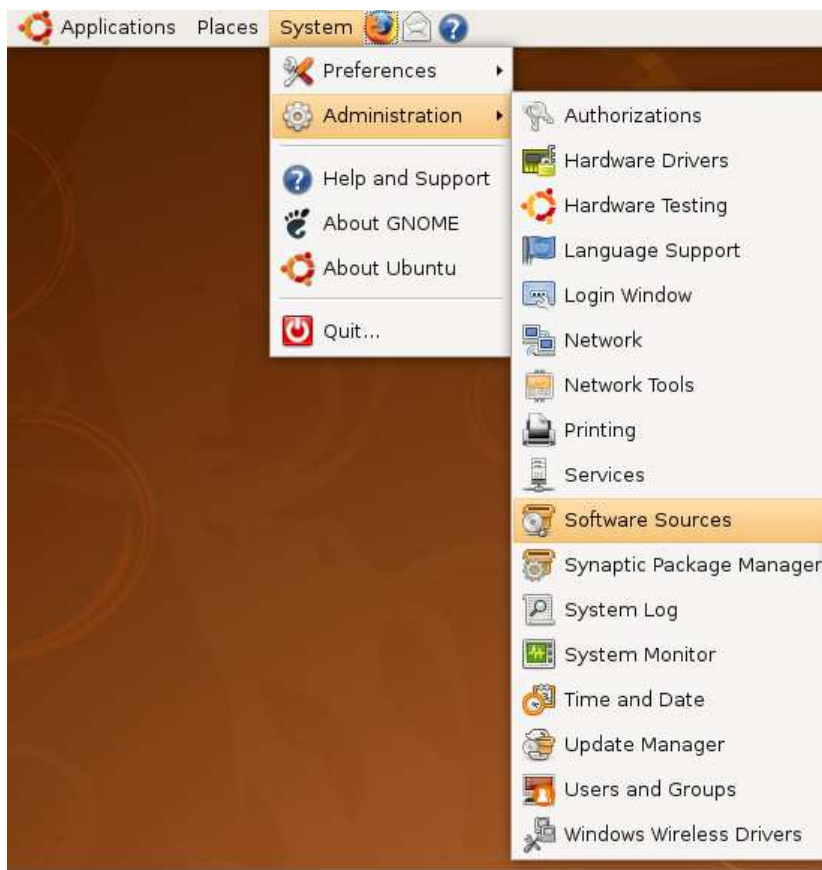 Applications Places System
Preferences
Administration
Help and Support
About GNOME
About Ubuntu
Quit...
Authorizations
Hardware Drivers
Hardware Testing
Language Support
Login Window
Network
Network Tools
Printing
Services
Software Sources
Synaptic Package Manager
System Log
System Monitor
Time and Date
Update Manager
Users and Groups
Windows Wireless Drivers